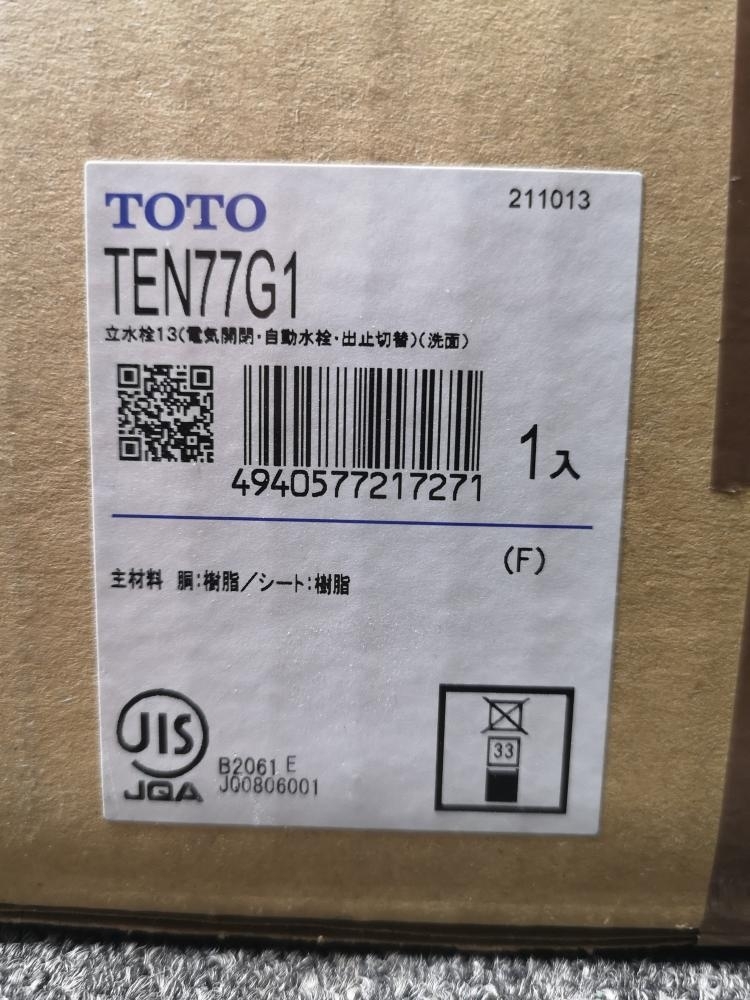 TOTO
211013
TEN77G1
立水栓13(電気開閉・自動水栓・出止切替)(洗面)
4940577217271
1入
(F)
主材料 胴:樹脂/シート:樹脂
JIS
JQA
B2061 E
JQ0806001
33